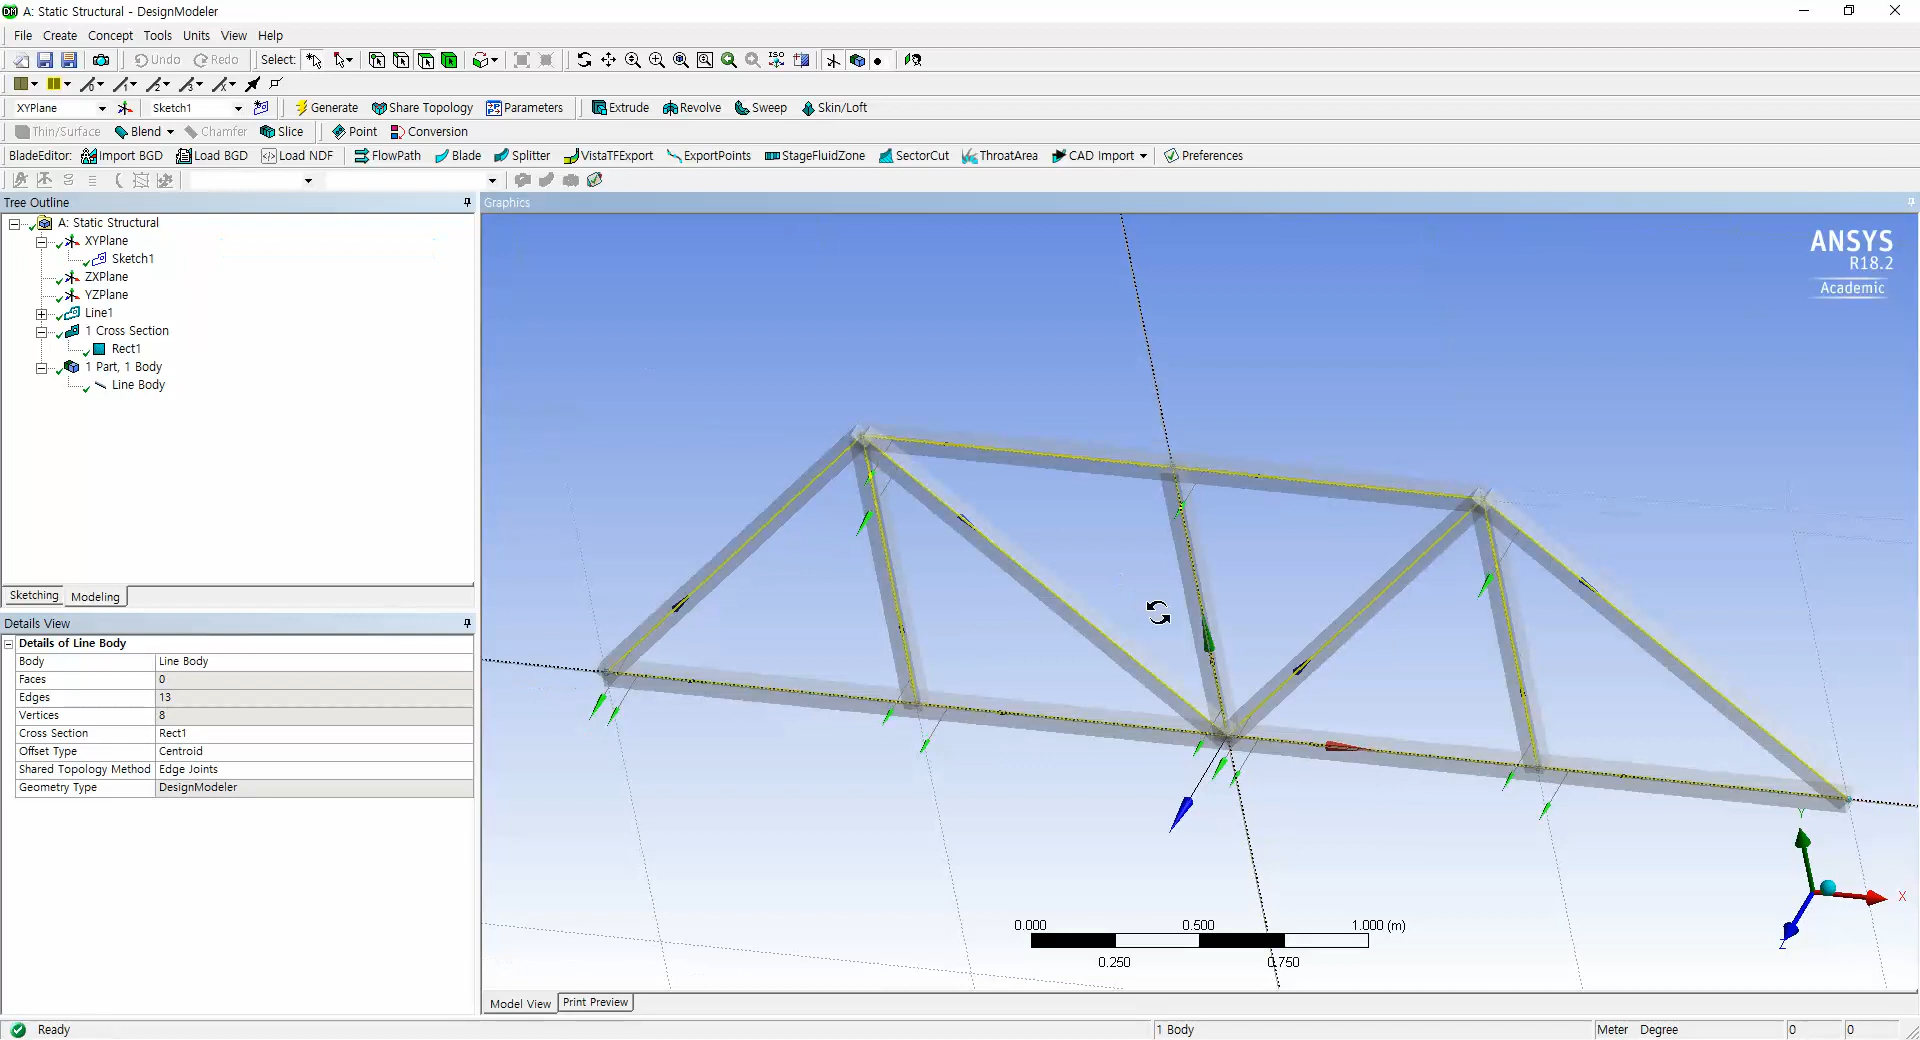 A: Static Structural - DesignModeler
File Create Concept Tools Units View Help
Undo Redo Select: ISO
XYPlane Sketch1 Generate Share Topology Parameters Extrude Revolve Sweep Skin/Loft
Thin/Surface Blend Chamfer Slice Point Conversion
BladeEditor: Import BGD Load BGD Load NDF FlowPath Blade Splitter VistaTFExport ExportPoints StageFluidZone SectorCut ThroatArea CAD Import Preferences
Tree Outline
A: Static Structural
XYPlane
Sketch1
ZXPlane
YZPlane
Line1
1 Cross Section
Rect1
1 Part, 1 Body
Line Body
Sketching Modeling
Details View
Details of Line Body
Body Line Body
Faces 0
Edges 13
Vertices 8
Cross Section Rect1
Offset Type Centroid
Shared Topology Method Edge Joints
Geometry Type DesignModeler
Graphics
ANSYS
R18.2
Academic
0.000 0.500 1.000 (m)
0.250 0.750
Y
X
Z
Model View Print Preview
Ready 1 Body Meter Degree 0 0